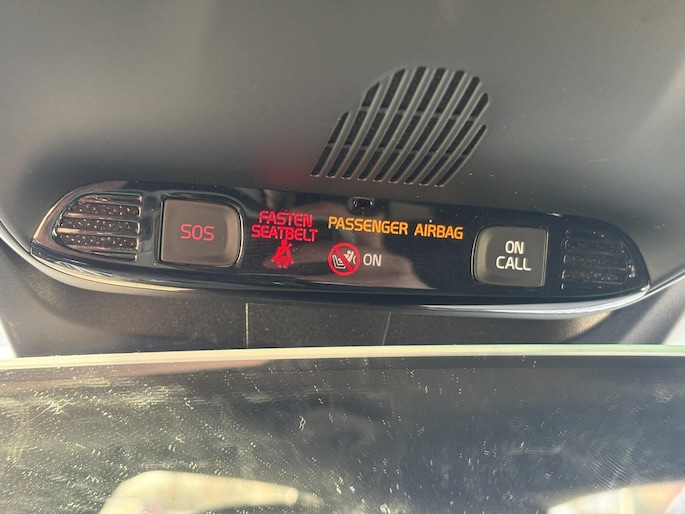 SOS
FASTEN
SEATBELT
PASSENGER AIRBAG
ON
ON
CALL